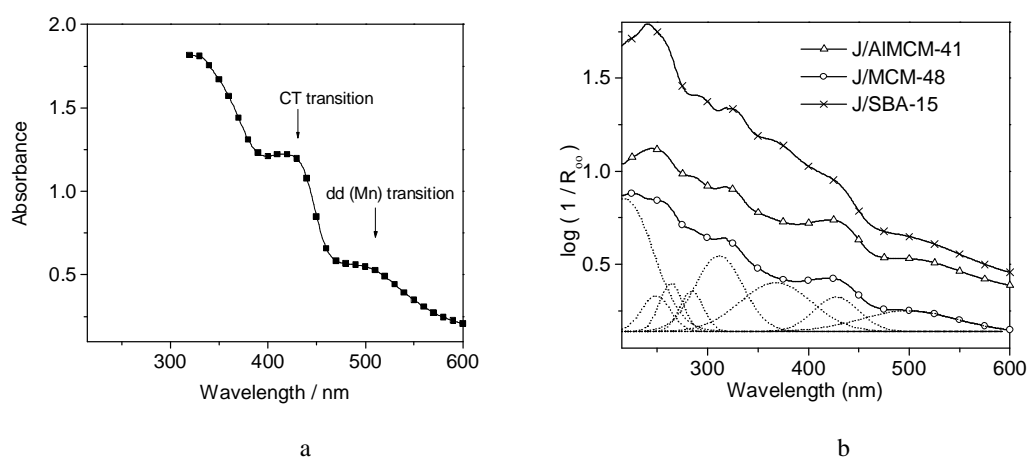 2.0
1.5
1.0
0.5
Absorbance
CT transition
dd (Mn) transition
300 400 500 600
Wavelength / nm
a
1.5
1.0
0.5
log ( 1 / R∞ )
J/AlMCM-41
J/MCM-48
J/SBA-15
300 400 500 600
Wavelength (nm)
b